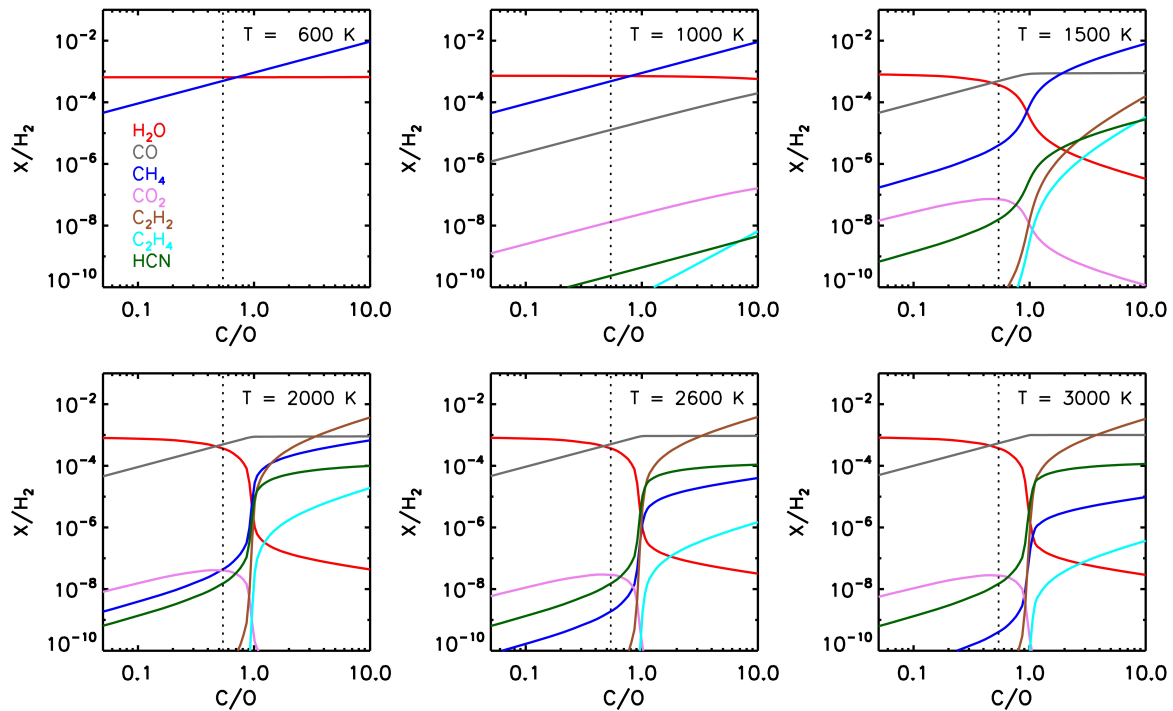 T = 600 K
10⁻²
10⁻⁴
10⁻⁶
10⁻⁸
10⁻¹⁰
X/H₂
H₂O
CO
CH₄
CO₂
C₂H₂
C₂H₄
HCN
0.1 1.0 10.0
C/O
T = 1000 K
10⁻²
10⁻⁴
10⁻⁶
10⁻⁸
10⁻¹⁰
X/H₂
0.1 1.0 10.0
C/O
T = 1500 K
10⁻²
10⁻⁴
10⁻⁶
10⁻⁸
10⁻¹⁰
X/H₂
0.1 1.0 10.0
C/O
T = 2000 K
10⁻²
10⁻⁴
10⁻⁶
10⁻⁸
10⁻¹⁰
X/H₂
0.1 1.0 10.0
C/O
T = 2600 K
10⁻²
10⁻⁴
10⁻⁶
10⁻⁸
10⁻¹⁰
X/H₂
0.1 1.0 10.0
C/O
T = 3000 K
10⁻²
10⁻⁴
10⁻⁶
10⁻⁸
10⁻¹⁰
X/H₂
0.1 1.0 10.0
C/O